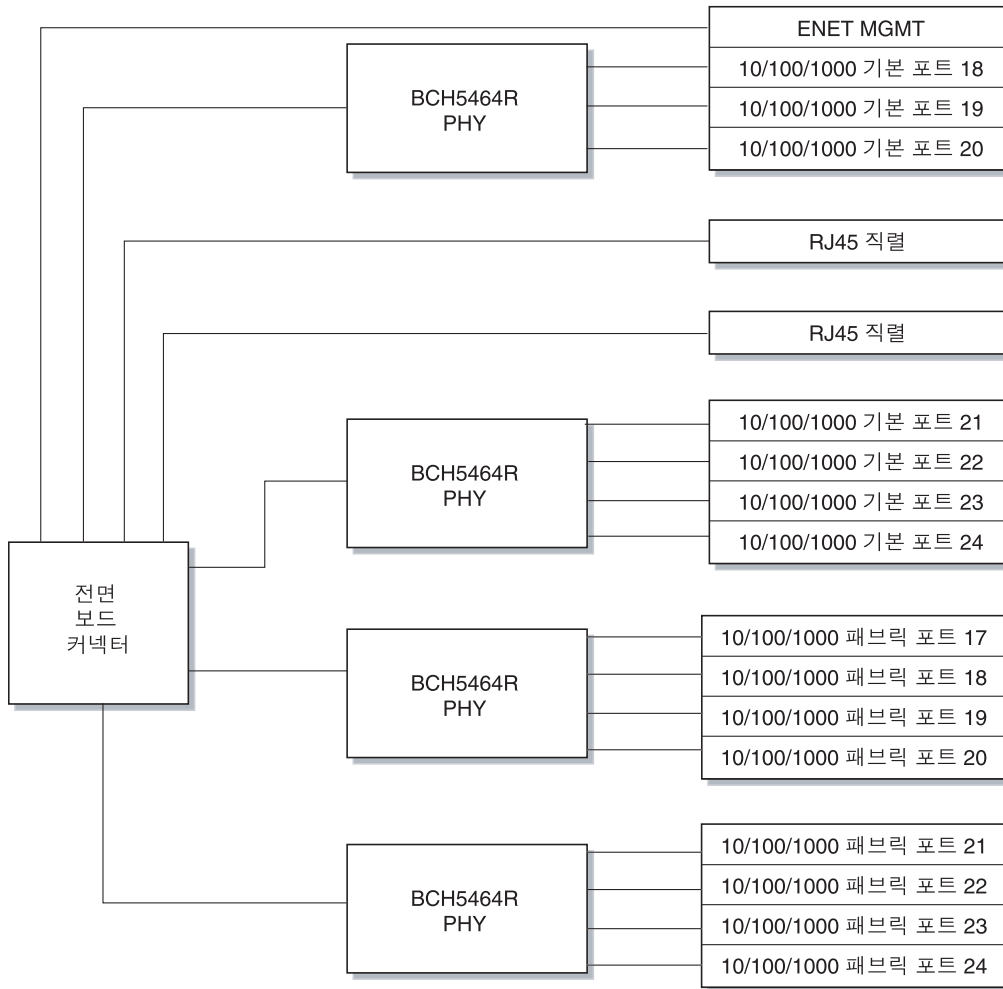 ENET MGMT
10/100/1000 기본 포트 18
10/100/1000 기본 포트 19
10/100/1000 기본 포트 20
BCH5464R
PHY
RJ45 직렬
RJ45 직렬
BCH5464R
PHY
10/100/1000 기본 포트 21
10/100/1000 기본 포트 22
10/100/1000 기본 포트 23
10/100/1000 기본 포트 24
전면
보드
커넥터
BCH5464R
PHY
10/100/1000 패브릭 포트 17
10/100/1000 패브릭 포트 18
10/100/1000 패브릭 포트 19
10/100/1000 패브릭 포트 20
BCH5464R
PHY
10/100/1000 패브릭 포트 21
10/100/1000 패브릭 포트 22
10/100/1000 패브릭 포트 23
10/100/1000 패브릭 포트 24